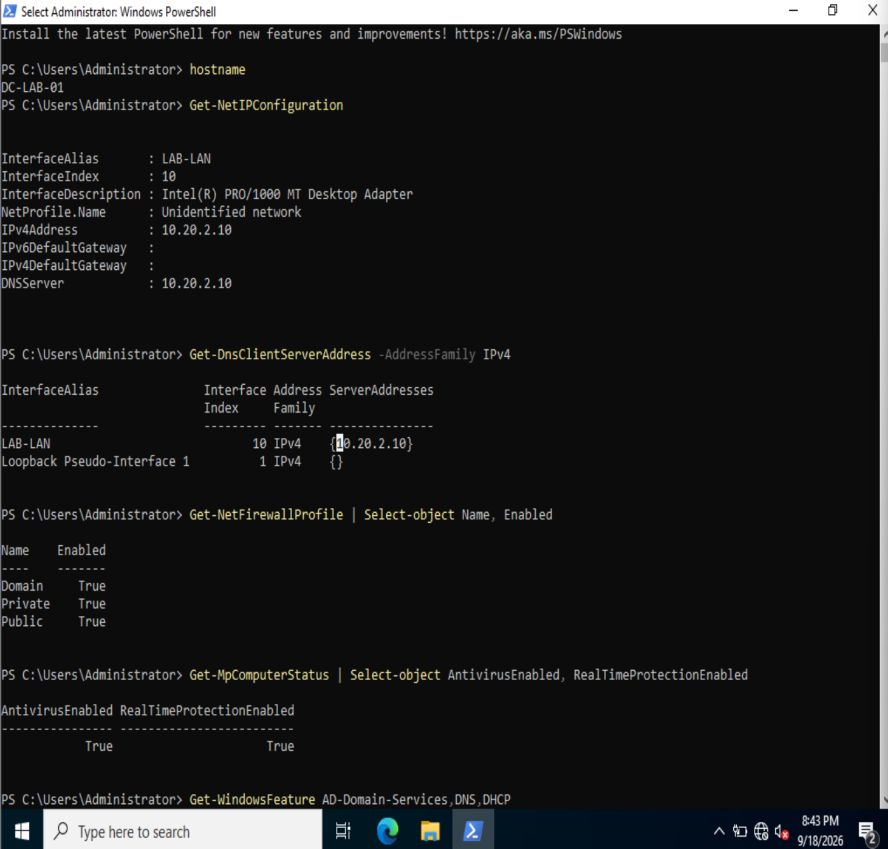 Select Administrator: Windows PowerShell
Install the latest PowerShell for new features and improvements! https://aka.ms/PSWindows
PS C:\Users\Administrator> hostname
DC-LAB-01
PS C:\Users\Administrator> Get-NetIPConfiguration
InterfaceAlias       : LAB-LAN
InterfaceIndex       : 10
InterfaceDescription : Intel(R) PRO/1000 MT Desktop Adapter
NetProfile.Name      : Unidentified network
IPv4Address          : 10.20.2.10
IPv6DefaultGateway   :
IPv4DefaultGateway   :
DNSServer            : 10.20.2.10
PS C:\Users\Administrator> Get-DnsClientServerAddress -AddressFamily IPv4
InterfaceAlias               Interface Address ServerAddresses
                             Index     Family
--------------               --------- ------- ---------------
LAB-LAN                             10 IPv4    {10.20.2.10}
Loopback Pseudo-Interface 1          1 IPv4    {}
PS C:\Users\Administrator> Get-NetFirewallProfile | Select-object Name, Enabled
Name    Enabled
----    -------
Domain     True
Private    True
Public     True
PS C:\Users\Administrator> Get-MpComputerStatus | Select-object AntivirusEnabled, RealTimeProtectionEnabled
AntivirusEnabled RealTimeProtectionEnabled
---------------- -------------------------
            True                      True
PS C:\Users\Administrator> Get-WindowsFeature AD-Domain-Services,DNS,DHCP
Type here to search
8:43 PM
9/18/2026
2